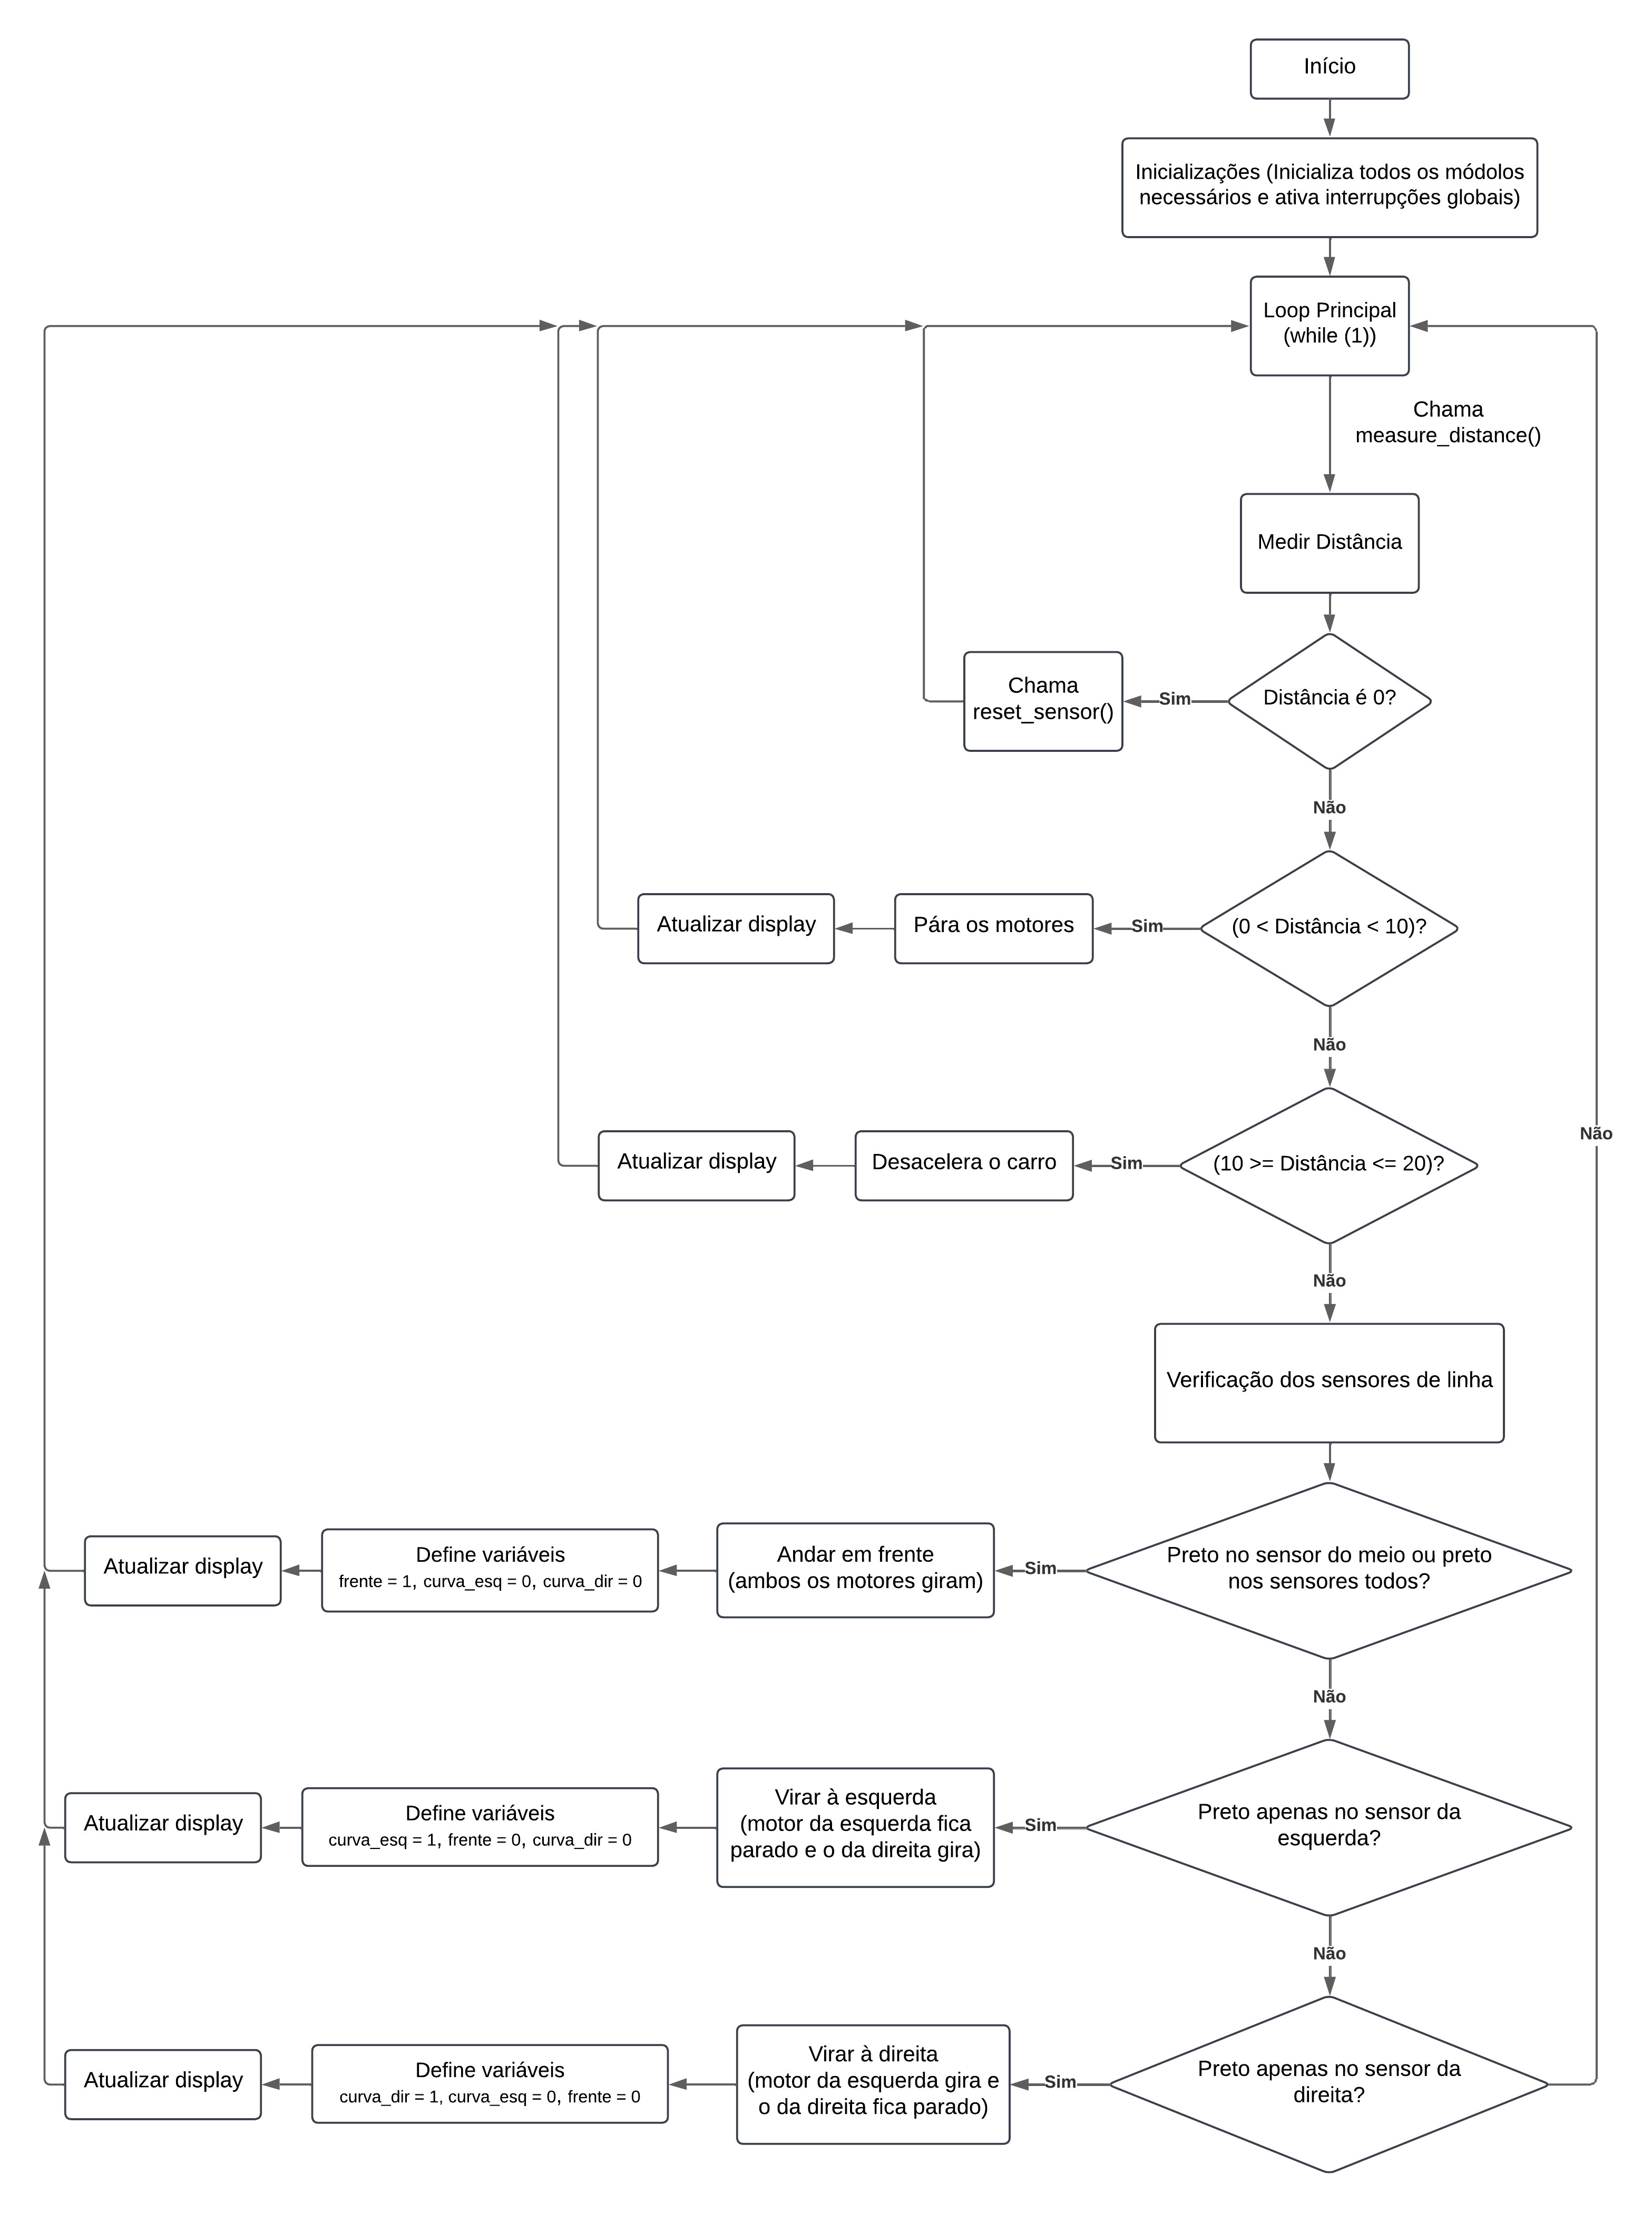 Início
Inicializações (Inicializa todos os módolos
necessários e ativa interrupções globais)
Loop Principal
(while (1))
Chama
measure_distance()
Medir Distância
Distância é 0?
Sim
Chama
reset_sensor()
Não
(0 < Distância < 10)?
Sim
Pára os motores
Atualizar display
Não
(10 >= Distância <= 20)?
Sim
Desacelera o carro
Atualizar display
Não
Não
Verificação dos sensores de linha
Preto no sensor do meio ou preto
nos sensores todos?
Sim
Andar em frente
(ambos os motores giram)
Define variáveis
frente = 1, curva_esq = 0, curva_dir = 0
Atualizar display
Não
Preto apenas no sensor da
esquerda?
Sim
Virar à esquerda
(motor da esquerda fica
parado e o da direita gira)
Define variáveis
curva_esq = 1, frente = 0, curva_dir = 0
Atualizar display
Não
Preto apenas no sensor da
direita?
Sim
Virar à direita
(motor da esquerda gira e
o da direita fica parado)
Define variáveis
curva_dir = 1, curva_esq = 0, frente = 0
Atualizar display